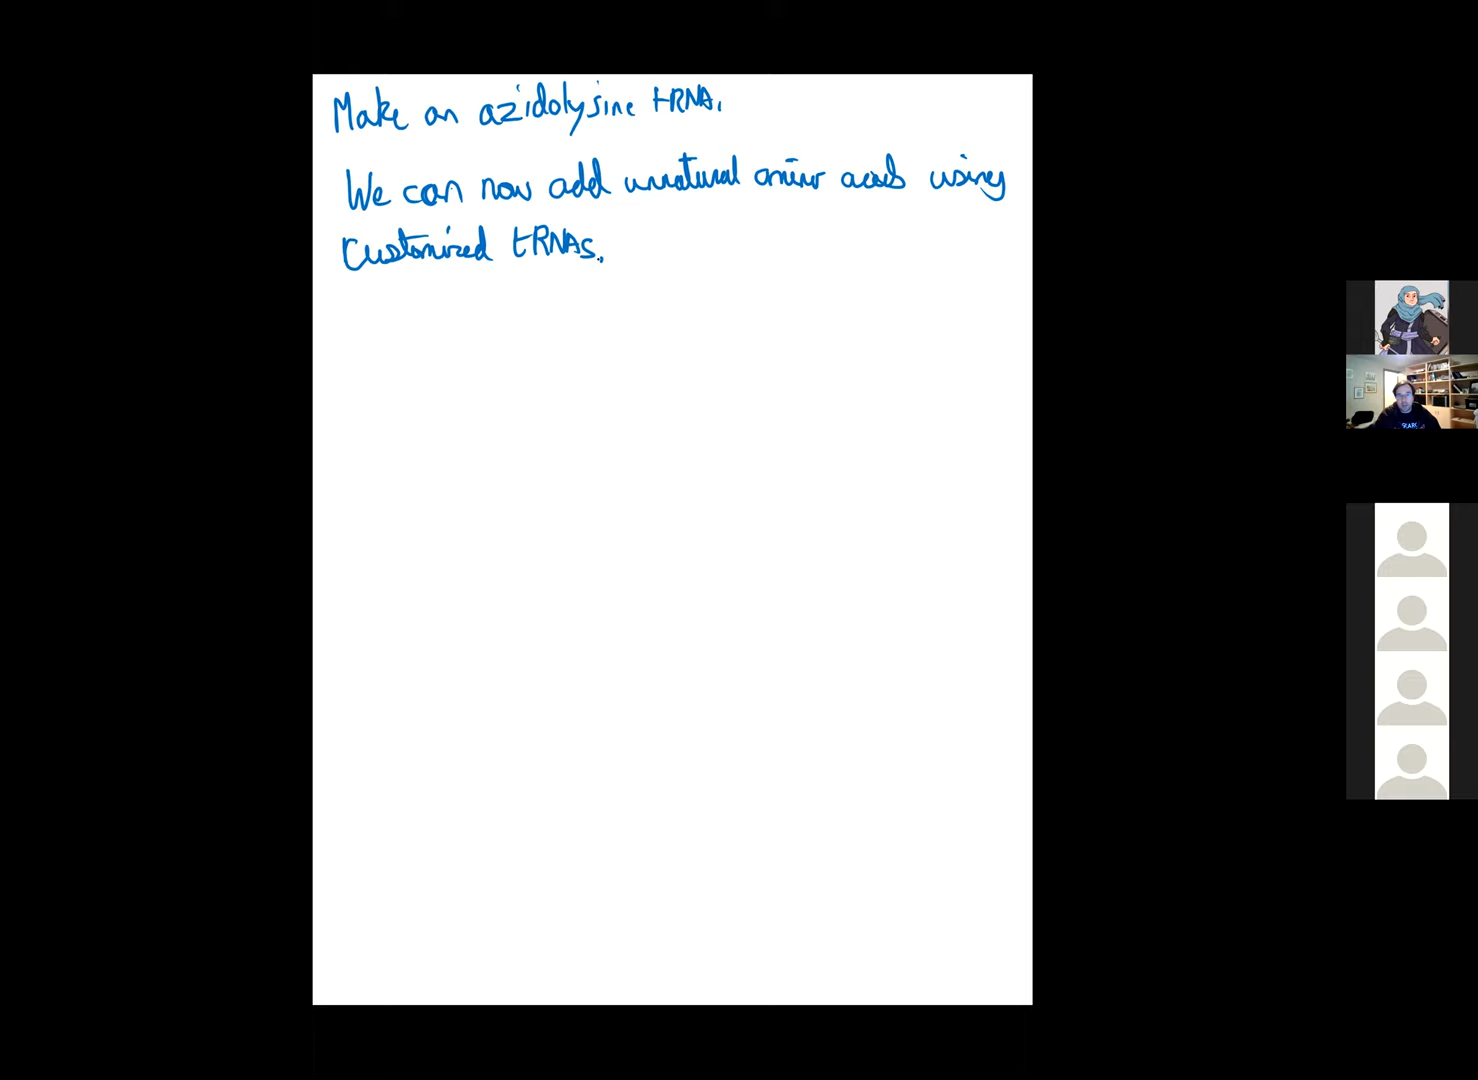 Make an azidolysine tRNA.
We can now add unnatural amino acids using
customized tRNAs.